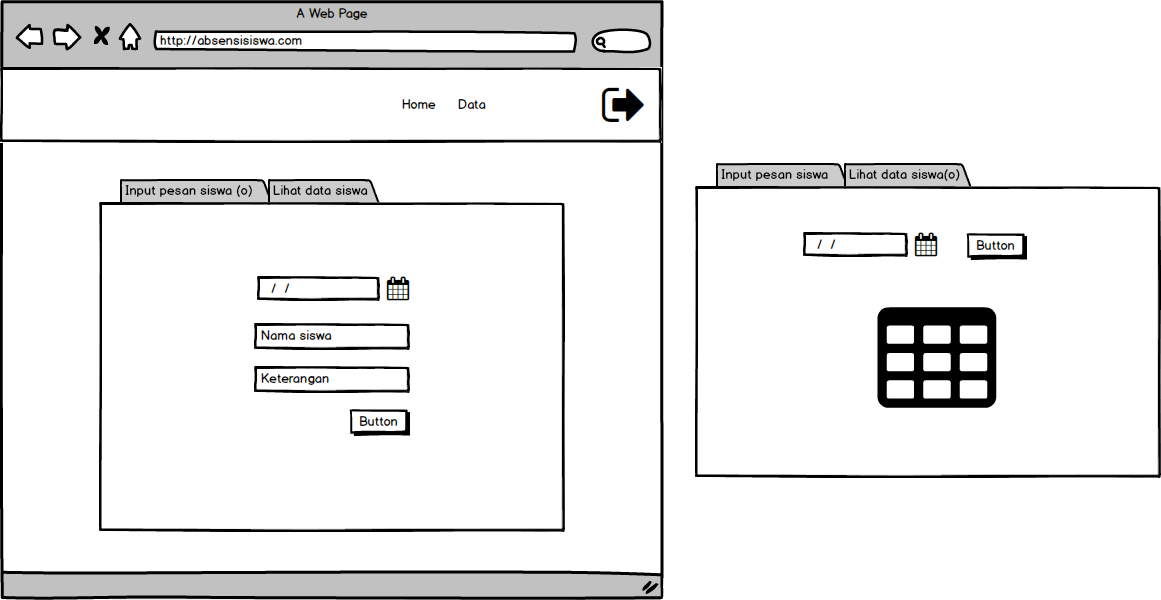 A Web Page
http://absensisiswa.com
Home Data
Input pesan siswa (o) Lihat data siswa
/ /
Nama siswa
Keterangan
Button
Input pesan siswa Lihat data siswa(o)
/ / Button